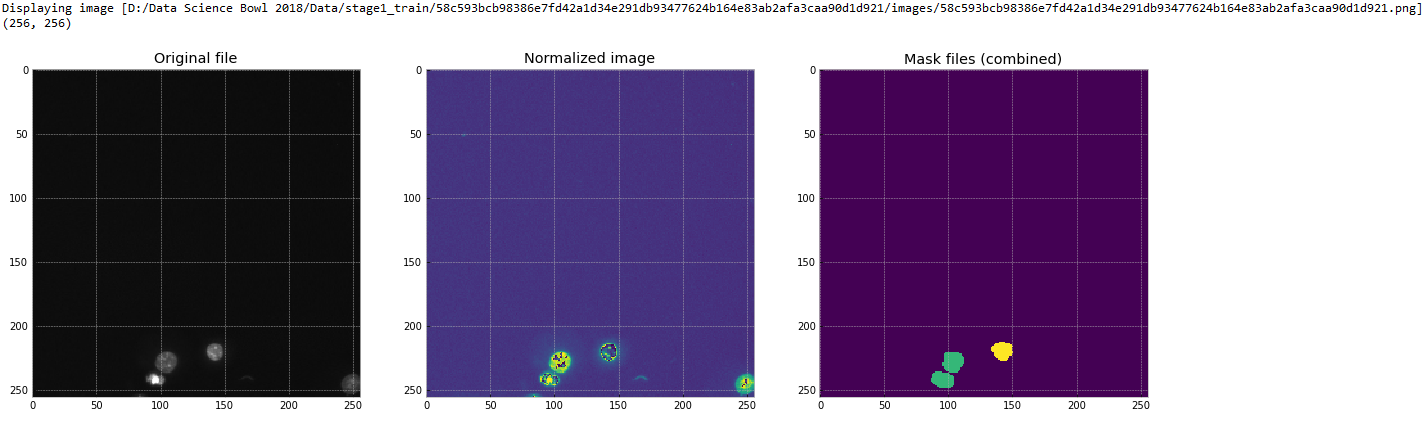 Displaying image [D:/Data Science Bowl 2018/Data/stage1_train/58c593bcb98386e7fd42a1d34e291db93477624b164e83ab2afa3caa90d1d921/images/58c593bcb98386e7fd42a1d34e291db93477624b164e83ab2afa3caa90d1d921.png]
(256, 256)
Original file
0
50
100
150
200
250
0 50 100 150 200 250
Normalized image
0
50
100
150
200
250
0 50 100 150 200 250
Mask files (combined)
0
50
100
150
200
250
0 50 100 150 200 250